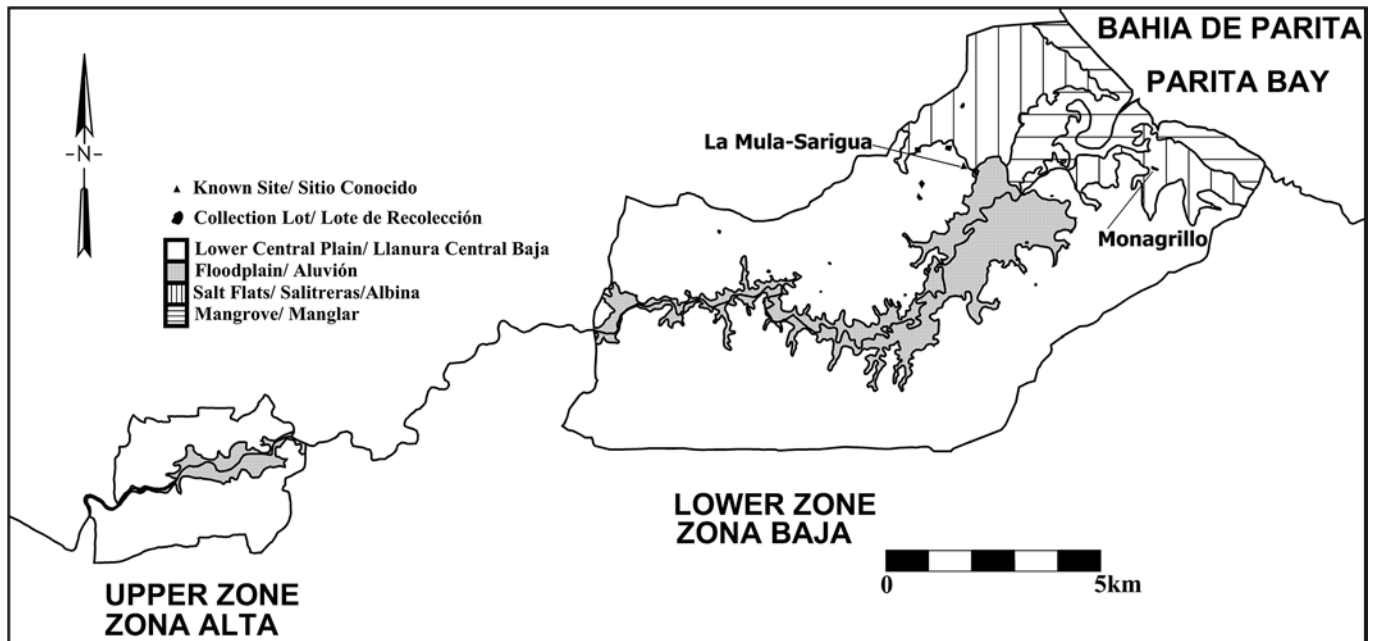 BAHIA DE PARITA
PARITA BAY
La Mula-Sarigua
-N-
Known Site/ Sitio Conocido
Collection Lot/ Lote de Recolección
Lower Central Plain/ Llanura Central Baja
Floodplain/ Aluvión
Salt Flats/ Salitreras/Albina
Mangrove/ Manglar
Monagrillo
LOWER ZONE
ZONA BAJA
0 5km
UPPER ZONE
ZONA ALTA